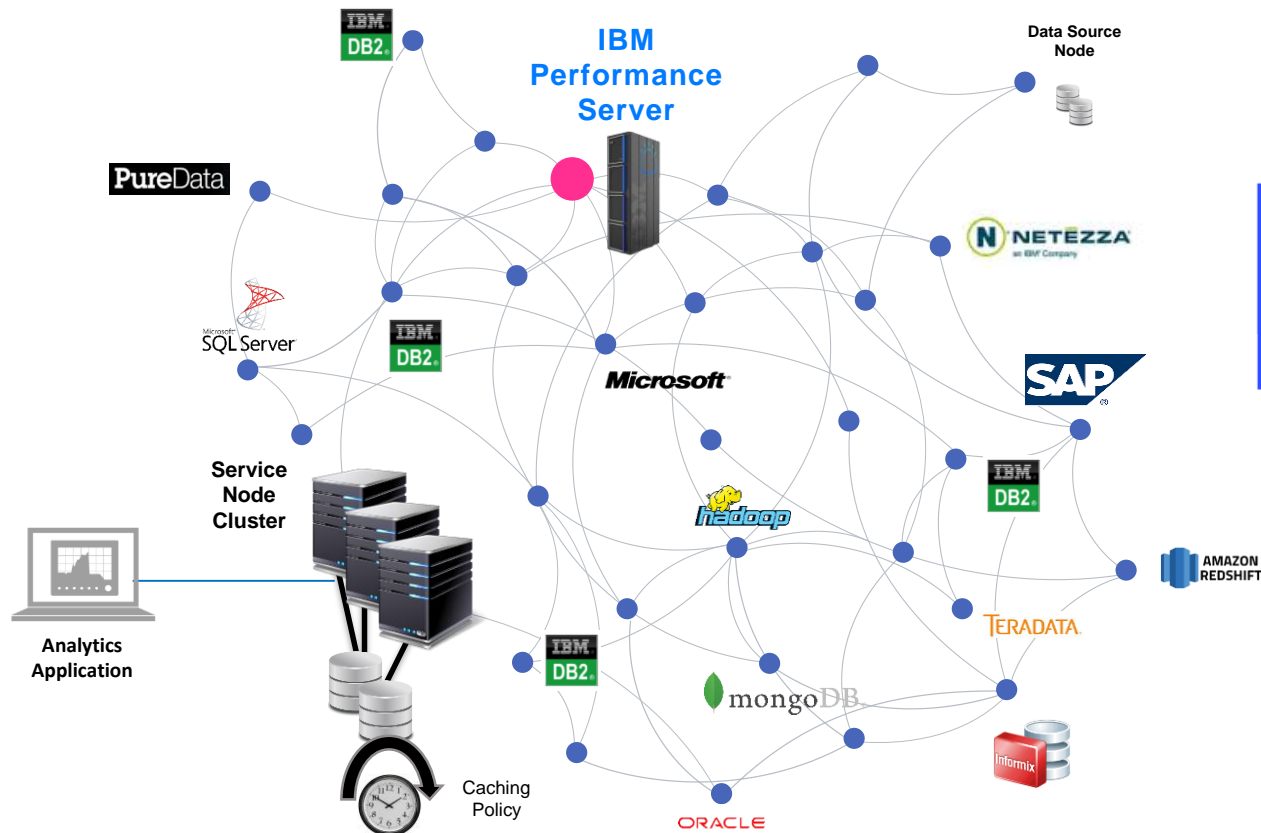 IBM
DB2®
IBM
Performance
Server
Data Source
Node
PureData
N NETEZZA
an IBM® Company
Microsoft®
SQL Server®
IBM
DB2®
Microsoft®
SAP
®
Service
Node
Cluster
IBM
DB2®
hadoop
AMAZON
REDSHIFT
TERADATA.
Analytics
Application
IBM
DB2®
mongoDB®
Informix
Caching
Policy
ORACLE